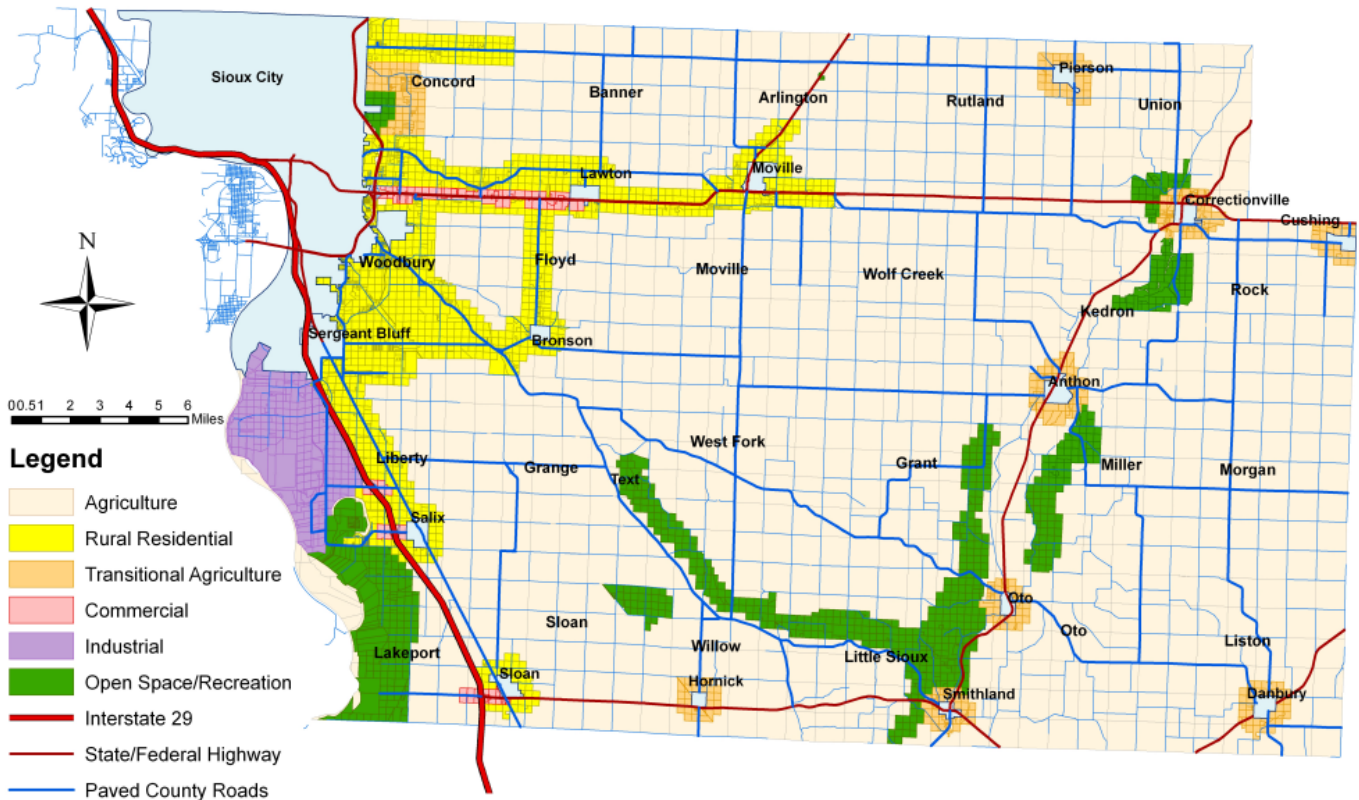 Sioux City
Concord
Banner
Arlington
Rutland
Pierson
Union
Lawton
Moville
Correctionville
Cushing
N
Woodbury
Floyd
Moville
Wolf Creek
Rock
Kedron
Sergeant Bluff
Bronson
Anthon
00.51 2 3 4 5 6
Miles
Legend
Liberty
Grange
West Fork
Grant
Miller
Morgan
Text
Salix
Agriculture
Rural Residential
Transitional Agriculture
Commercial
Industrial
Open Space/Recreation
Interstate 29
State/Federal Highway
Paved County Roads
Oto
Sloan
Oto
Willow
Liston
Lakeport
Little Sioux
Sloan
Hornick
Smithland
Danbury